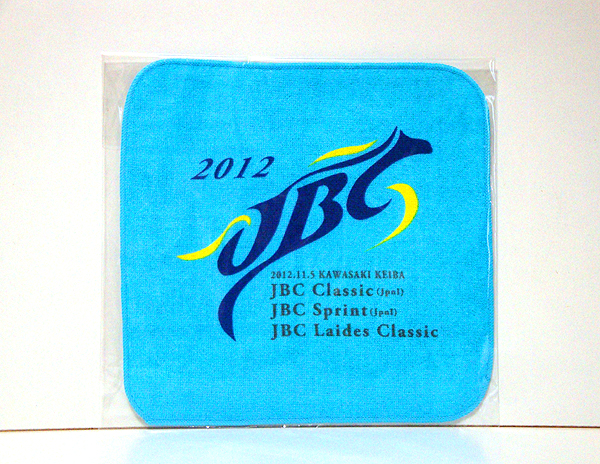 2012
JBC
2012.11.5 KAWASAKI KEIBA
JBC Classic(JpnI)
JBC Sprint(JpnI)
JBC Laides Classic